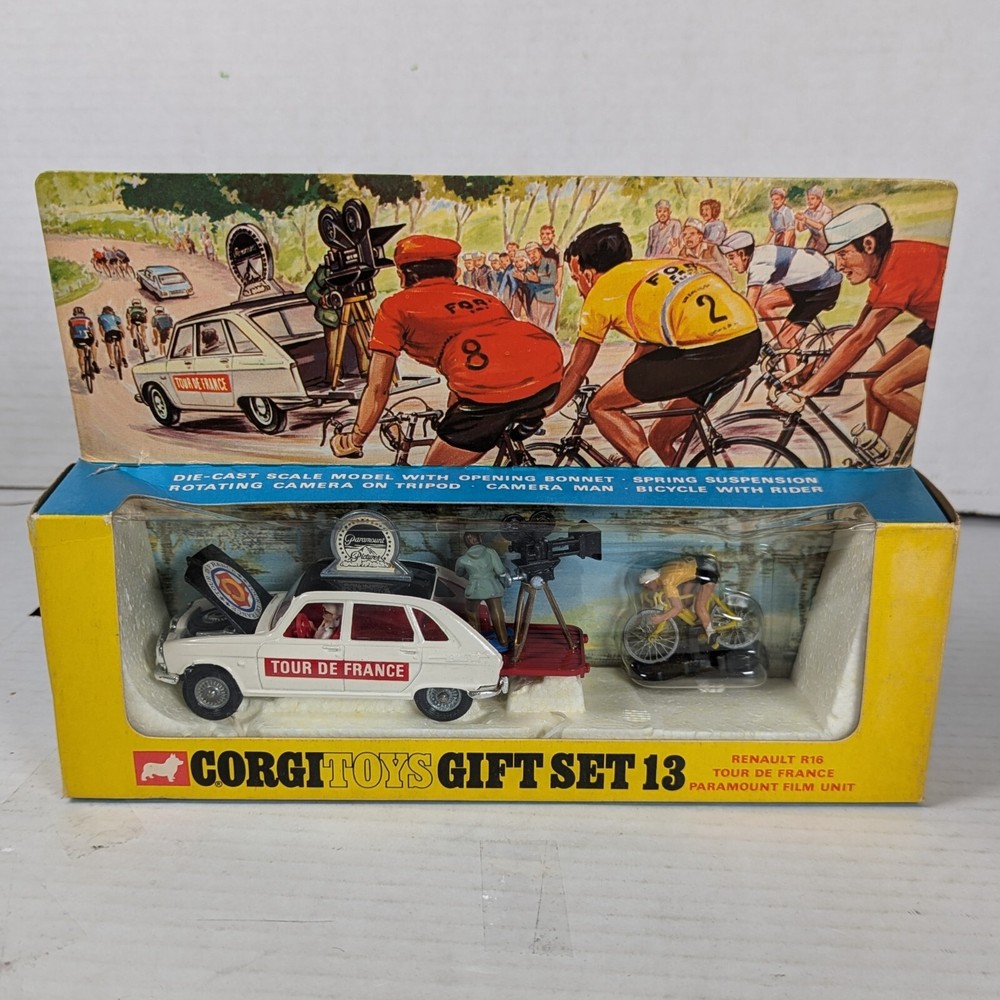 TOUR DE FRANCE
8
2
DIE-CAST SCALE MODEL WITH OPENING BONNET · SPRING SUSPENSION
ROTATING CAMERA ON TRIPOD · CAMERA MAN · BICYCLE WITH RIDER
Paramount
Pictures
TOUR DE FRANCE
CORGI TOYS GIFT SET 13
RENAULT R16
TOUR DE FRANCE
PARAMOUNT FILM UNIT